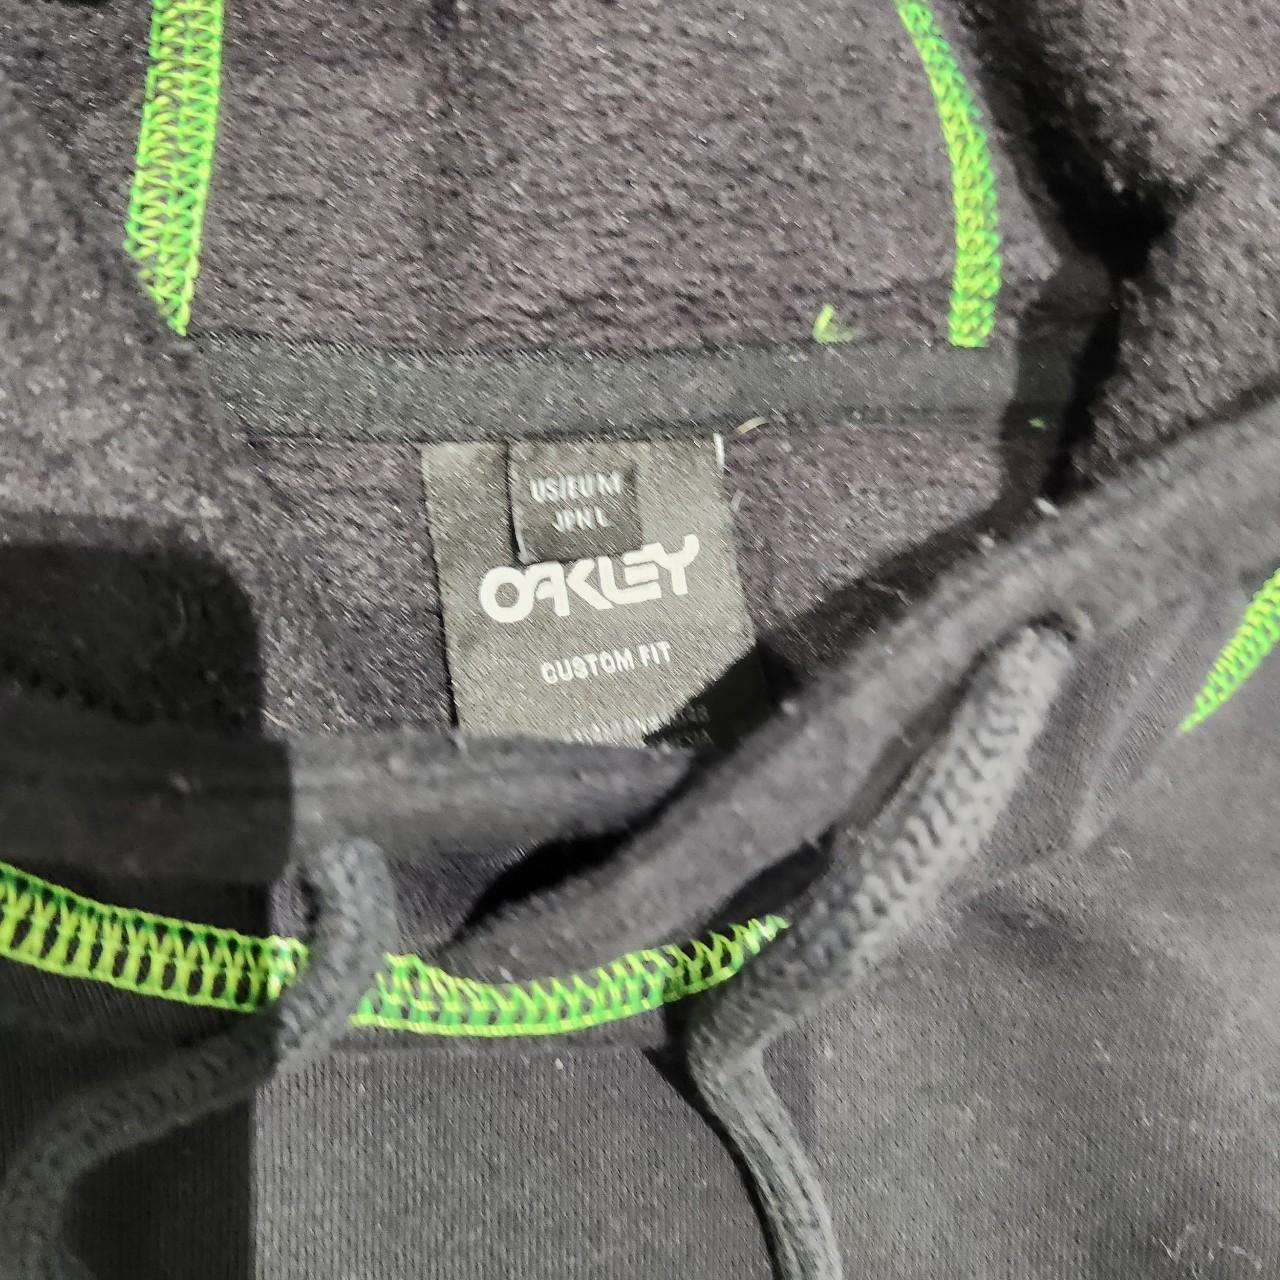 US/EU M
JPN L
OAKLEY
CUSTOM FIT